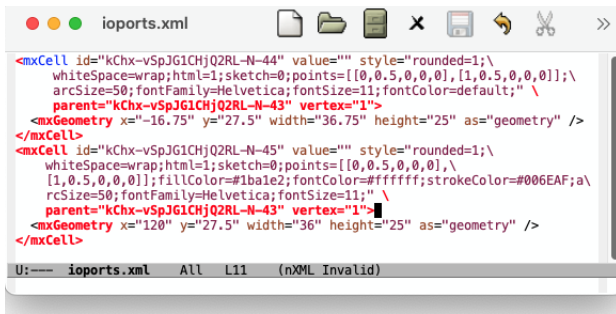 ioports.xml
<mxCell id="kChx-vSpJG1CHjQ2RL-N-44" value="" style="rounded=1;\
whiteSpace=wrap;html=1;sketch=0;points=[[0,0.5,0,0,0],[1,0.5,0,0,0]];\
arcSize=50;fontFamily=Helvetica;fontSize=11;fontColor=default;" \
parent="kChx-vSpJG1CHjQ2RL-N-43" vertex="1">
<mxGeometry x="-16.75" y="27.5" width="36.75" height="25" as="geometry" />
</mxCell>
<mxCell id="kChx-vSpJG1CHjQ2RL-N-45" value="" style="rounded=1;\
whiteSpace=wrap;html=1;sketch=0;points=[[0,0.5,0,0,0],\
[1,0.5,0,0,0]];fillColor=#1ba1e2;fontColor=#ffffff;strokeColor=#006EAF;a\
rcSize=50;fontFamily=Helvetica;fontSize=11;" \
parent="kChx-vSpJG1CHjQ2RL-N-43" vertex="1">
<mxGeometry x="120" y="27.5" width="36" height="25" as="geometry" />
</mxCell>
U:--- ioports.xml All L11 (nXML Invalid)